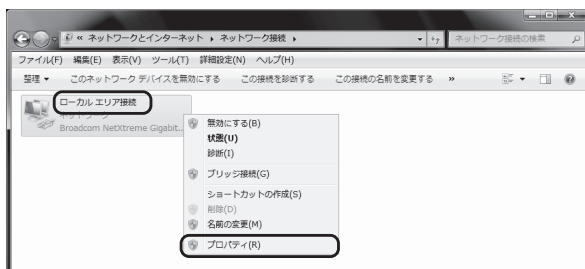 « ネットワークとインターネット ▸ ネットワーク接続 ▸
ネットワーク接続の検索
ファイル(F) 編集(E) 表示(V) ツール(T) 詳細設定(N) ヘルプ(H)
整理 ▼ このネットワーク デバイスを無効にする この接続を診断する この接続の名前を変更する »
ローカル エリア接続
ネットワーク
Broadcom NetXtreme Gigabit...
無効にする(B)
状態(U)
診断(I)
ブリッジ接続(G)
ショートカットの作成(S)
削除(D)
名前の変更(M)
プロパティ(R)